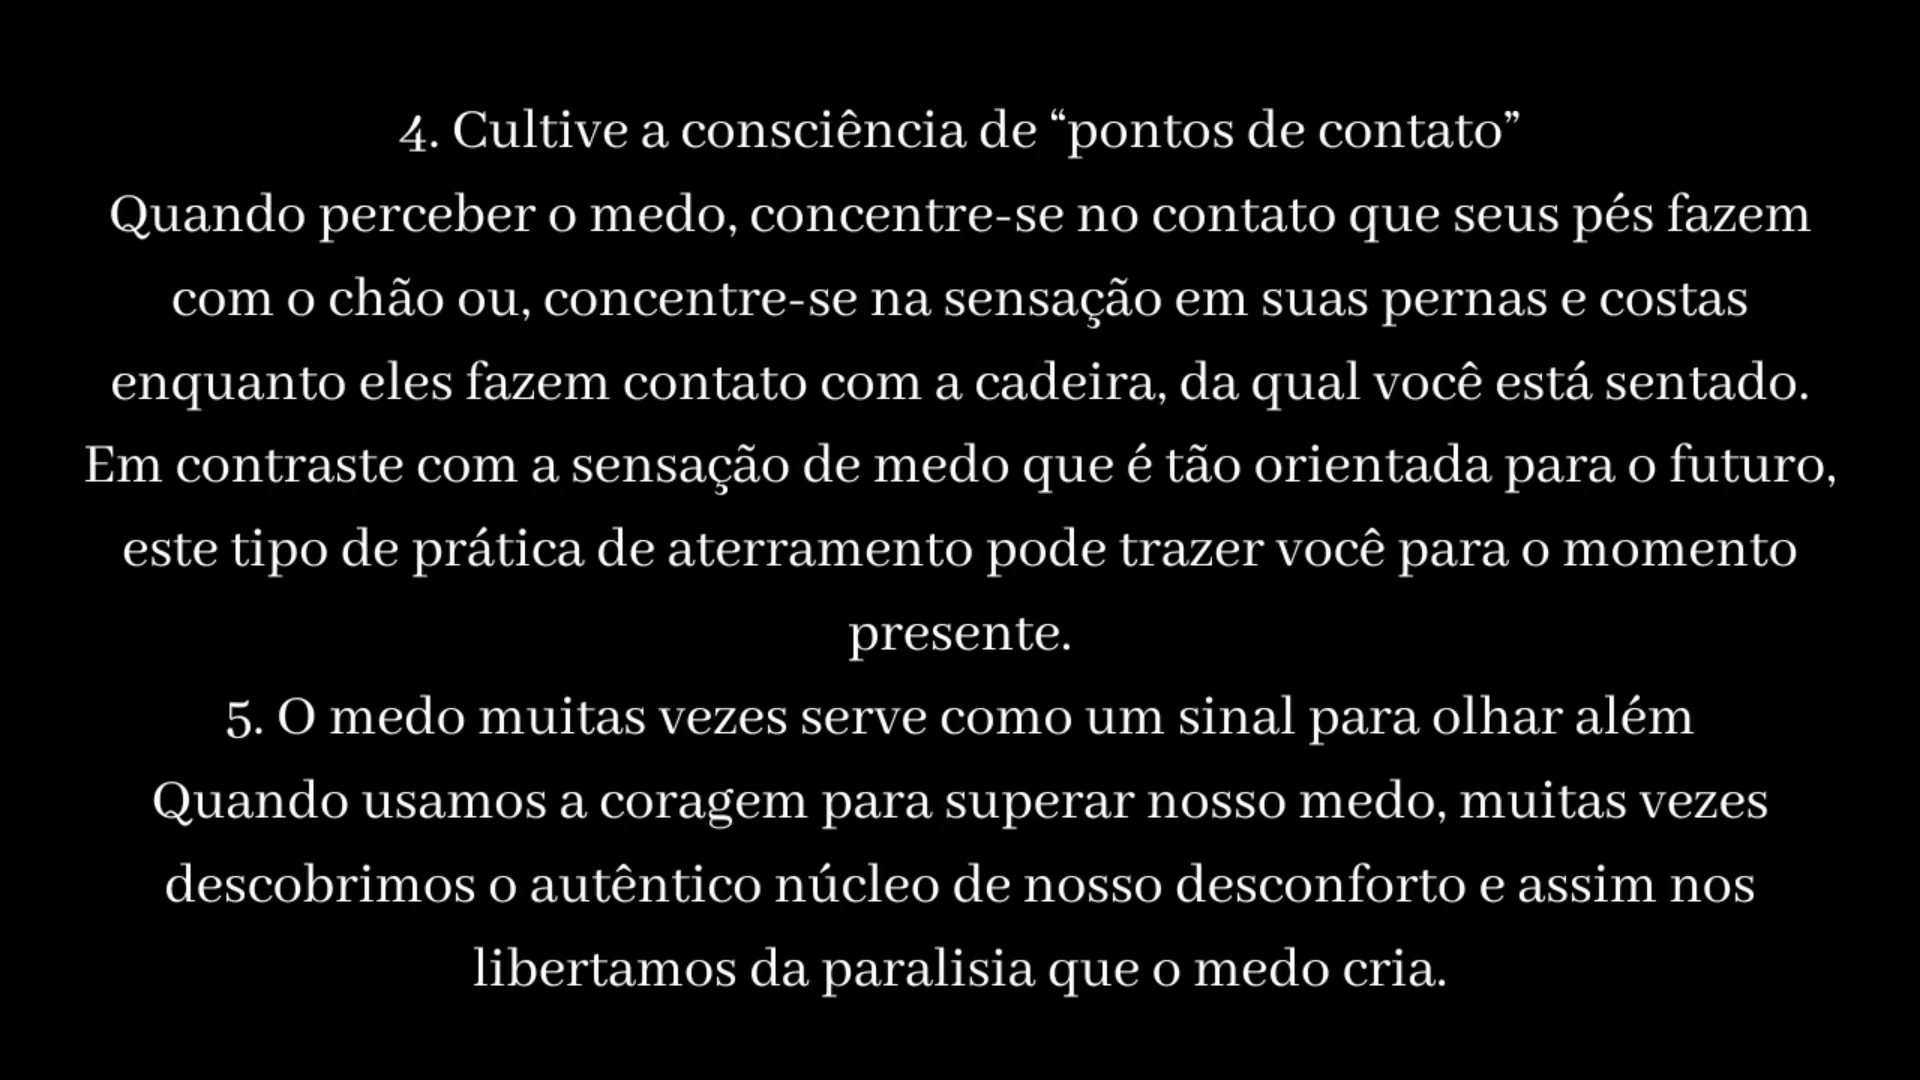 4. Cultive a consciência de “pontos de contato”
Quando perceber o medo, concentre-se no contato que seus pés fazem
com o chão ou, concentre-se na sensação em suas pernas e costas
enquanto eles fazem contato com a cadeira, da qual você está sentado.
Em contraste com a sensação de medo que é tão orientada para o futuro,
este tipo de prática de aterramento pode trazer você para o momento
presente.
5. O medo muitas vezes serve como um sinal para olhar além
Quando usamos a coragem para superar nosso medo, muitas vezes
descobrimos o autêntico núcleo de nosso desconforto e assim nos
libertamos da paralisia que o medo cria.